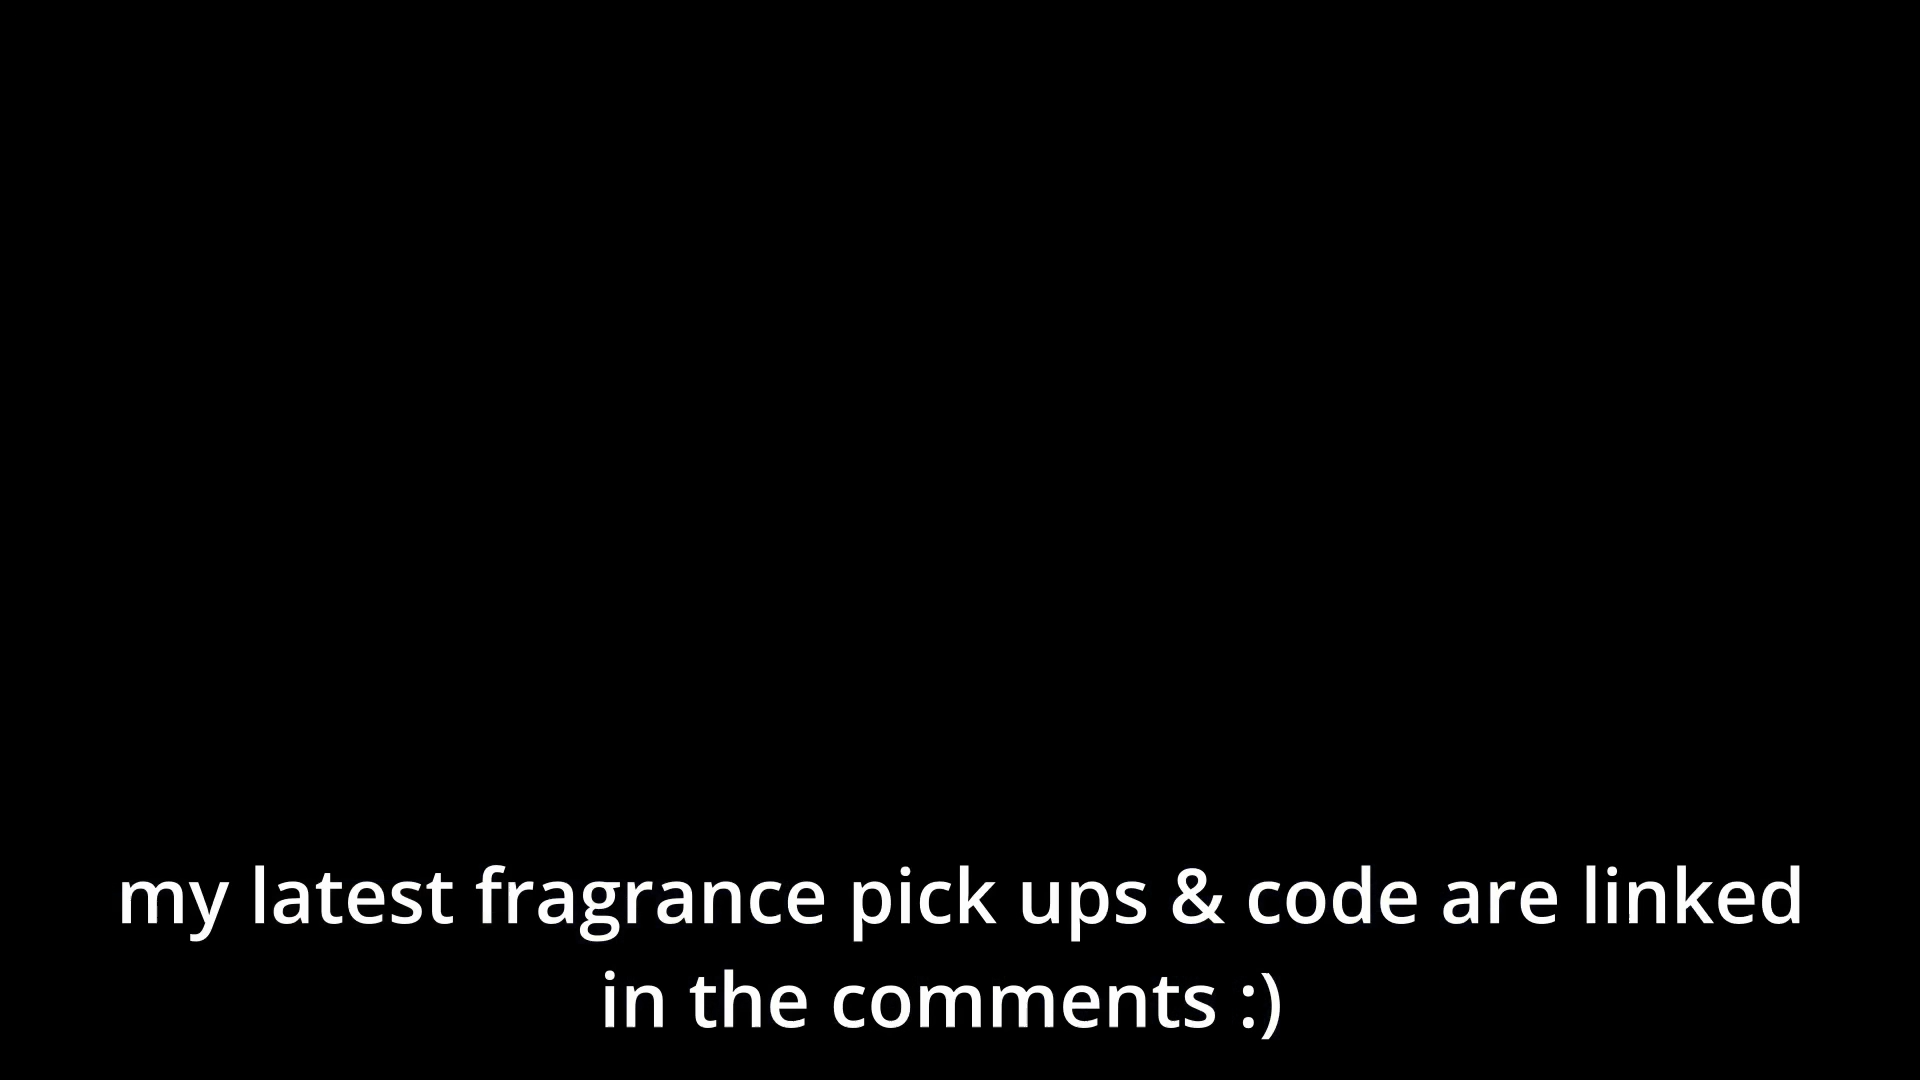 my latest fragrance pick ups & code are linked
in the comments :)